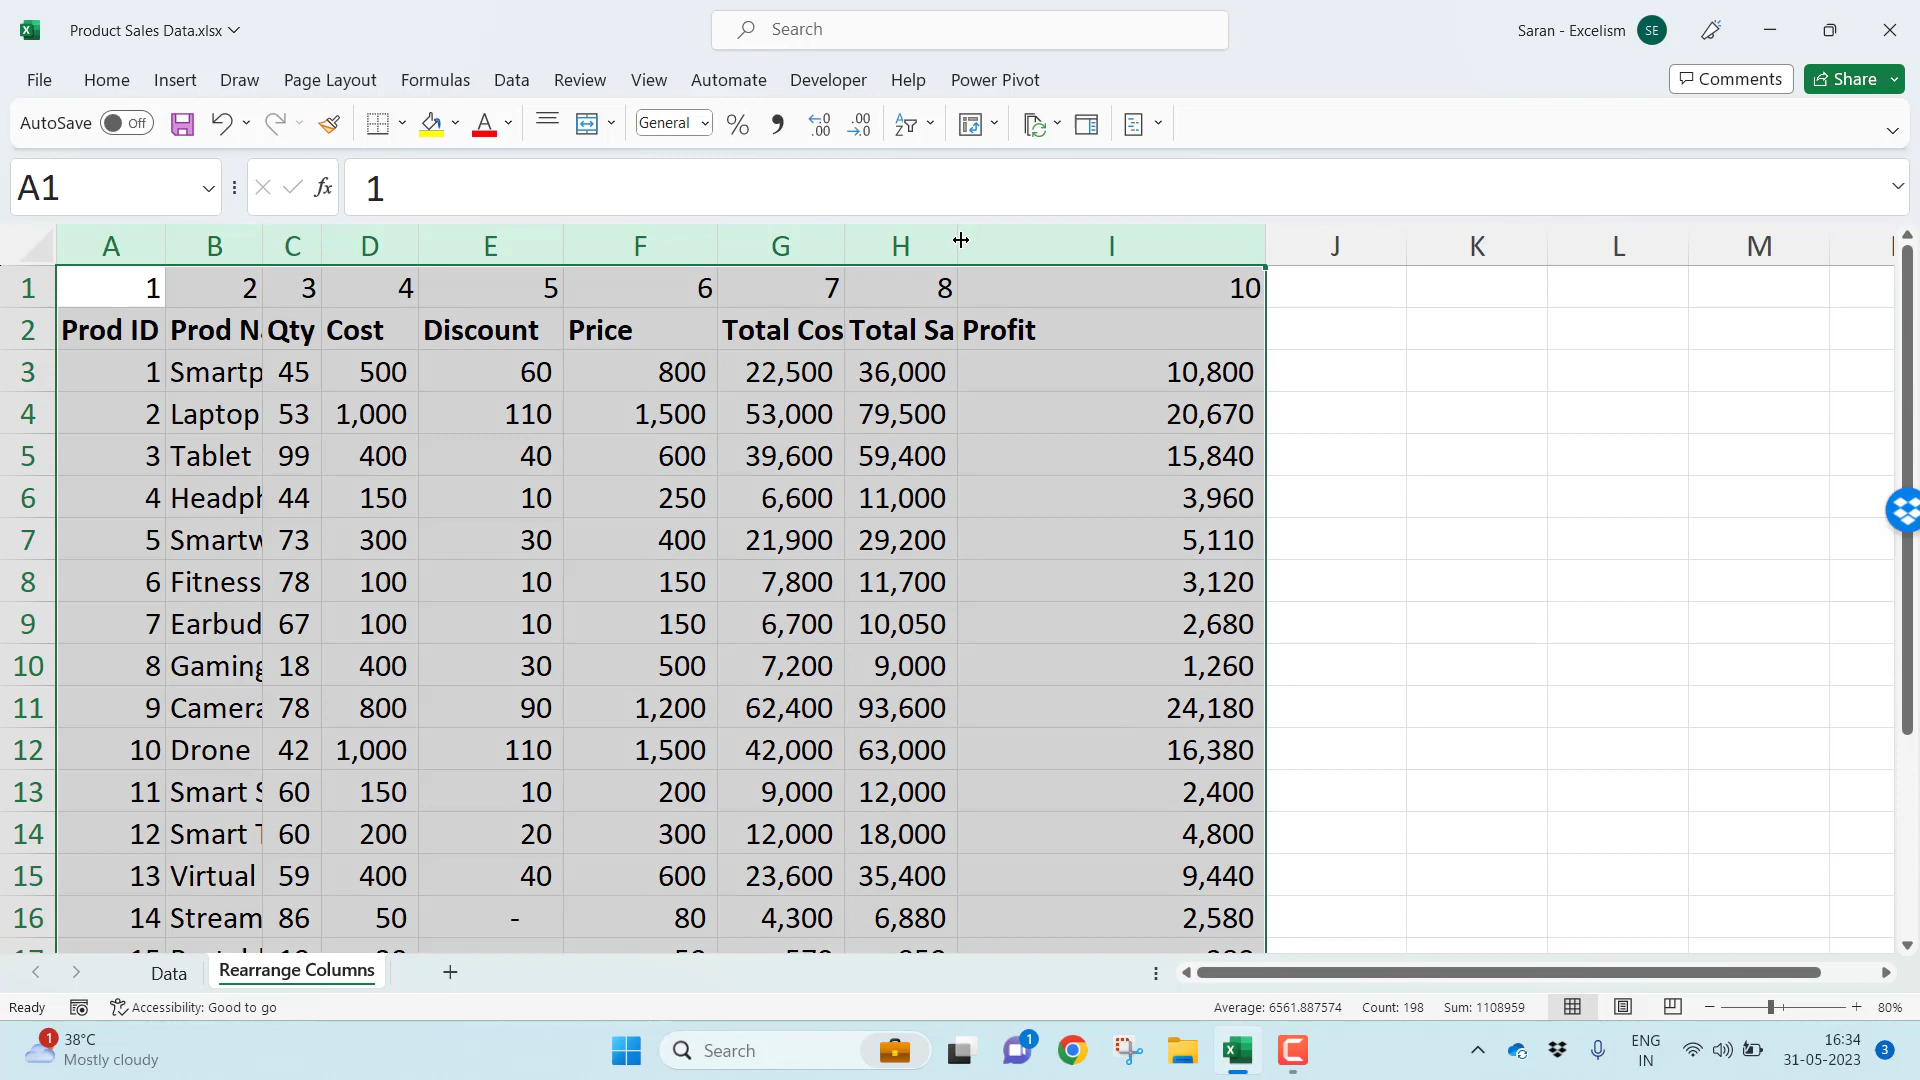 Product Sales Data.xlsx
Search
Saran - Excelism SE
File Home Insert Draw Page Layout Formulas Data Review View Automate Developer Help Power Pivot
Comments Share
AutoSave Off
General
A1
fx 1
A B C D E F G H I J K L M
1 1 2 3 4 5 6 7 8 10
2 Prod ID Prod Na Qty Cost Discount Price Total Cos Total Sa Profit
3 1 Smartp 45 500 60 800 22,500 36,000 10,800
4 2 Laptop 53 1,000 110 1,500 53,000 79,500 20,670
5 3 Tablet 99 400 40 600 39,600 59,400 15,840
6 4 Headph 44 150 10 250 6,600 11,000 3,960
7 5 Smartw 73 300 30 400 21,900 29,200 5,110
8 6 Fitness 78 100 10 150 7,800 11,700 3,120
9 7 Earbud 67 100 10 150 6,700 10,050 2,680
10 8 Gaming 18 400 30 500 7,200 9,000 1,260
11 9 Camera 78 800 90 1,200 62,400 93,600 24,180
12 10 Drone 42 1,000 110 1,500 42,000 63,000 16,380
13 11 Smart S 60 150 10 200 9,000 12,000 2,400
14 12 Smart T 60 200 20 300 12,000 18,000 4,800
15 13 Virtual 59 400 40 600 23,600 35,400 9,440
16 14 Stream 86 50 - 80 4,300 6,880 2,580
Data Rearrange Columns
Ready Accessibility: Good to go Average: 6561.887574 Count: 198 Sum: 1108959 80%
1 38°C
Mostly cloudy
Search
1
ENG
IN
16:34
31-05-2023
3